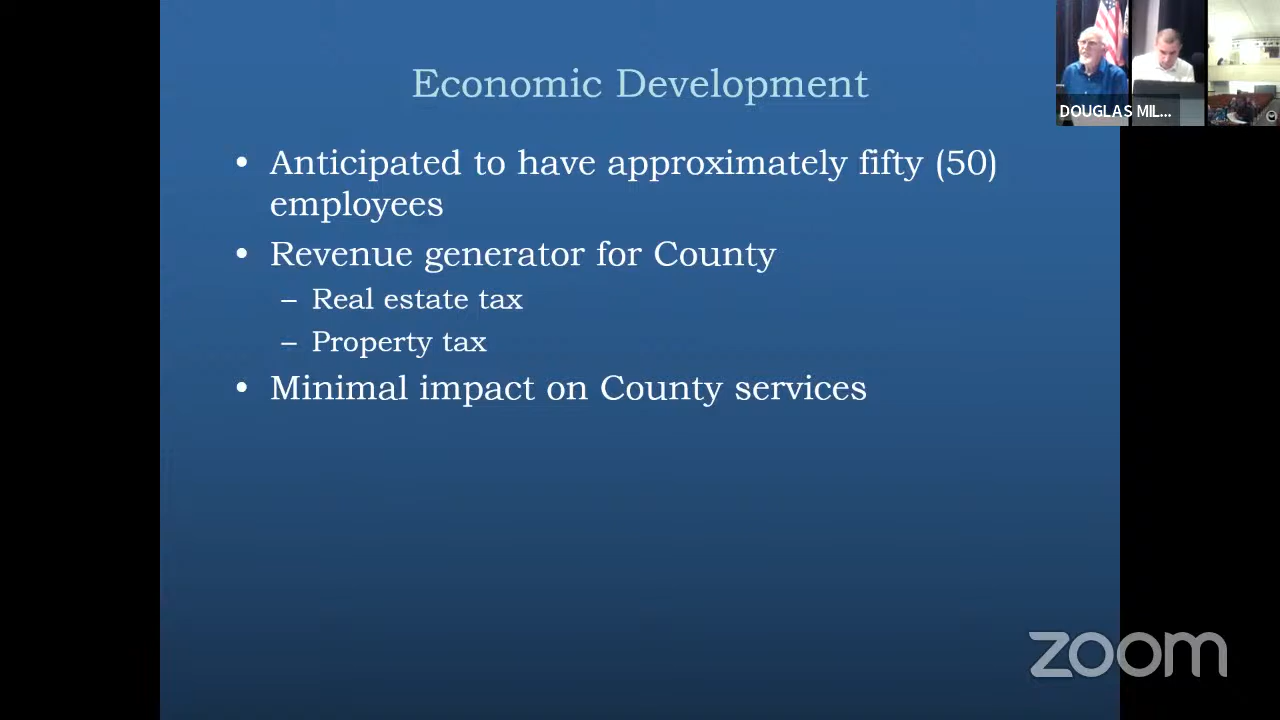 Economic Development
DOUGLAS MIL...
• Anticipated to have approximately fifty (50)
employees
• Revenue generator for County
– Real estate tax
– Property tax
• Minimal impact on County services
zoom